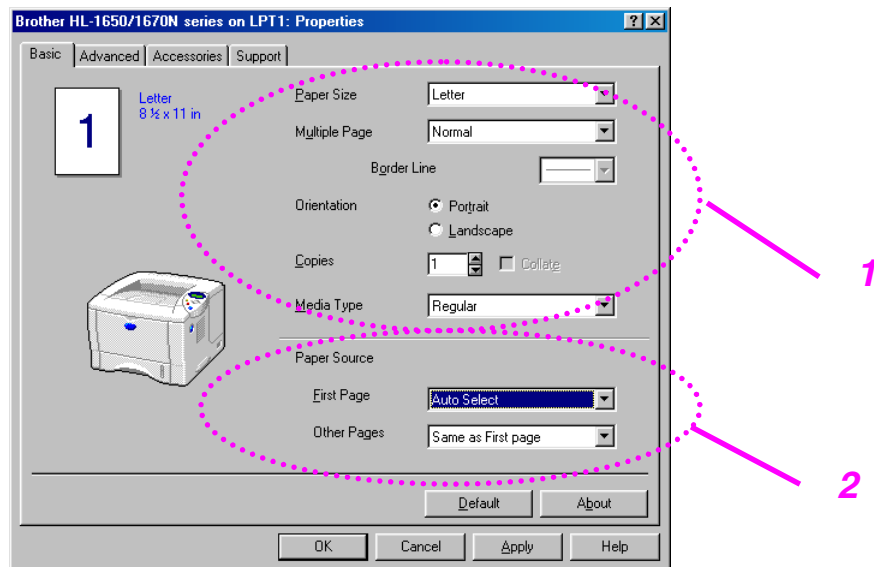 Brother HL-1650/1670N series on LPT1: Properties
Basic Advanced Accessories Support
1
Letter
8 ½ x 11 in
Paper Size Letter
Multiple Page Normal
Border Line
Orientation Portrait
Landscape
Copies 1 Collate
Media Type Regular
1
Paper Source
First Page Auto Select
Other Pages Same as First page
2
Default About
OK Cancel Apply Help